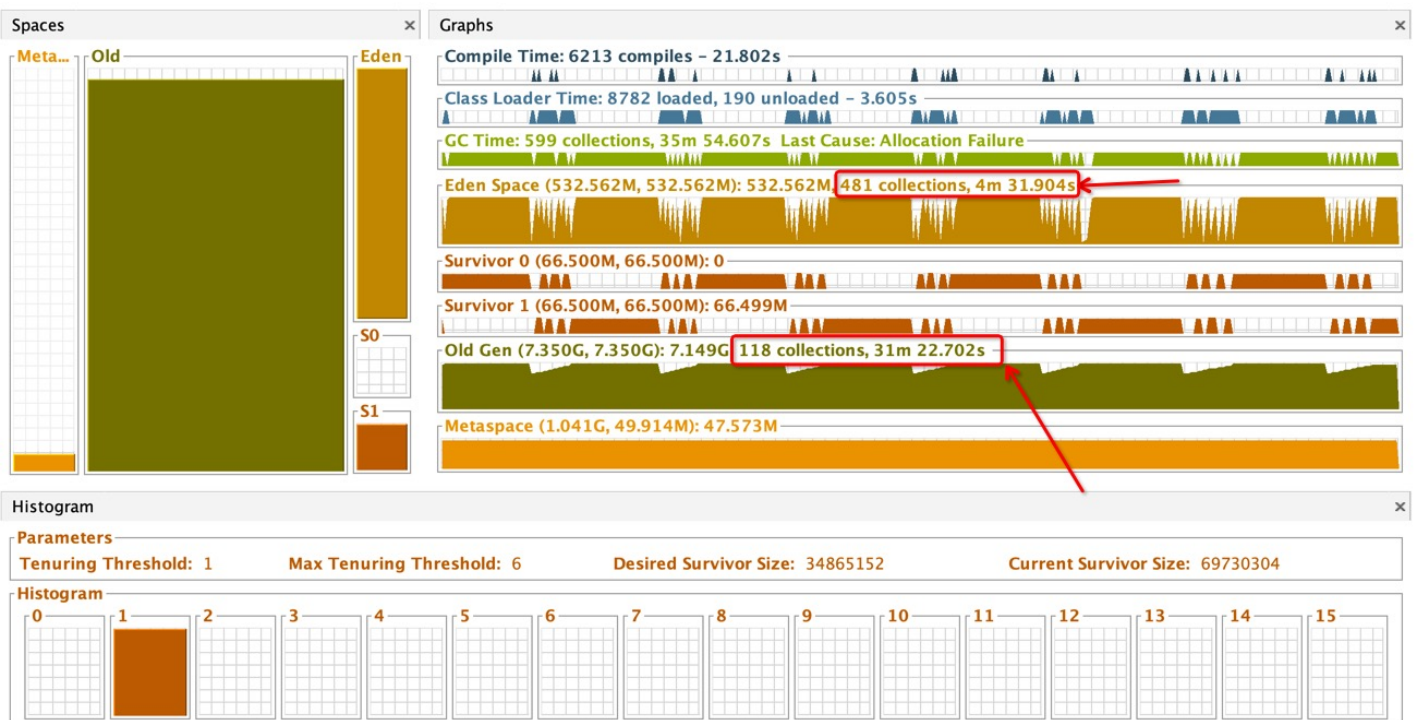 Spaces ×
Meta... Old Eden
S0
S1
Graphs ×
Compile Time: 6213 compiles – 21.802s
Class Loader Time: 8782 loaded, 190 unloaded – 3.605s
GC Time: 599 collections, 35m 54.607s Last Cause: Allocation Failure
Eden Space (532.562M, 532.562M): 532.562M, 481 collections, 4m 31.904s
Survivor 0 (66.500M, 66.500M): 0
Survivor 1 (66.500M, 66.500M): 66.499M
Old Gen (7.350G, 7.350G): 7.149G 118 collections, 31m 22.702s
Metaspace (1.041G, 49.914M): 47.573M
Histogram ×
Parameters
Tenuring Threshold: 1 Max Tenuring Threshold: 6 Desired Survivor Size: 34865152 Current Survivor Size: 69730304
Histogram
0 1 2 3 4 5 6 7 8 9 10 11 12 13 14 15